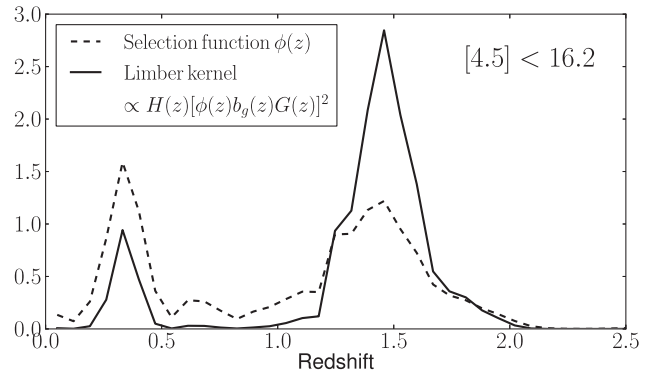 3.0
2.5
2.0
1.5
1.0
0.5
0.0
Selection function ϕ(z)
Limber kernel
∝ H(z)[ϕ(z)b_g(z)G(z)]²
[4.5] < 16.2
0.0 0.5 1.0 1.5 2.0 2.5
Redshift